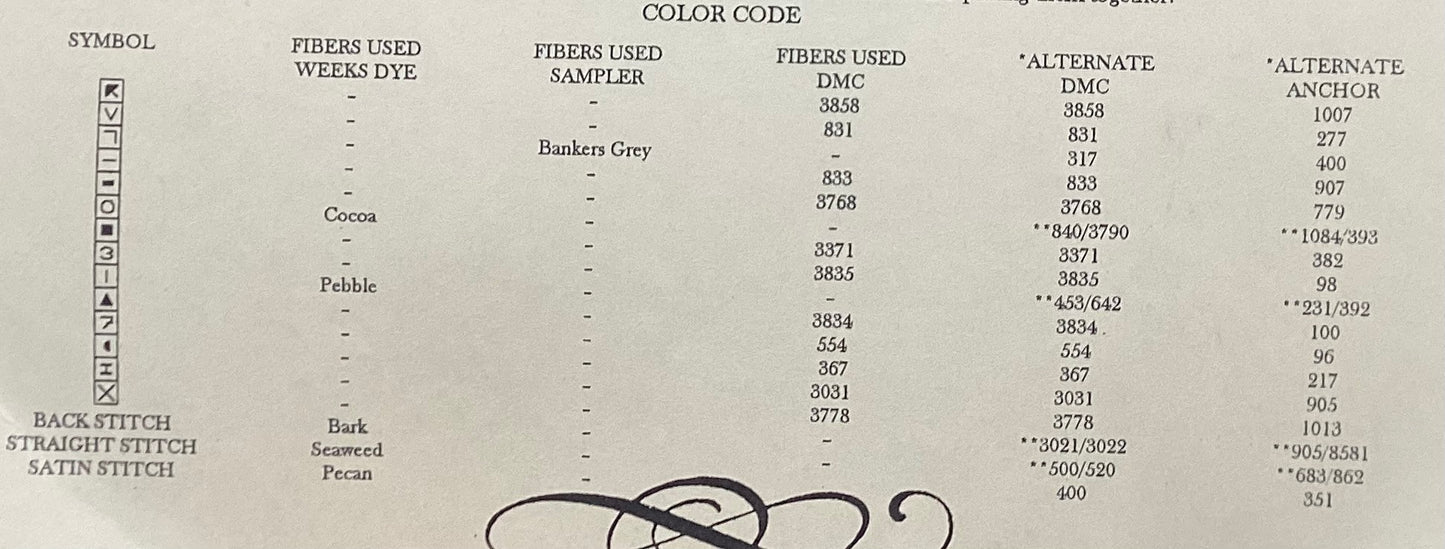 together.
COLOR CODE
SYMBOL FIBERS USED WEEKS DYE FIBERS USED SAMPLER FIBERS USED DMC *ALTERNATE DMC *ALTERNATE ANCHOR
- - 3858 3858 1007
- - 831 831 277
- Bankers Grey - 317 400
- - 833 833 907
- - 3768 3768 779
Cocoa - - **840/3790 **1084/393
- - 3371 3371 382
- - 3835 3835 98
Pebble - - **453/642 **231/392
- - 3834 3834 100
- - 554 554 96
- - 367 367 217
- - 3031 3031 905
- - 3778 3778 1013
BACK STITCH Bark - - **3021/3022 **905/8581
STRAIGHT STITCH Seaweed - - **500/520 **683/862
SATIN STITCH Pecan - 400 351